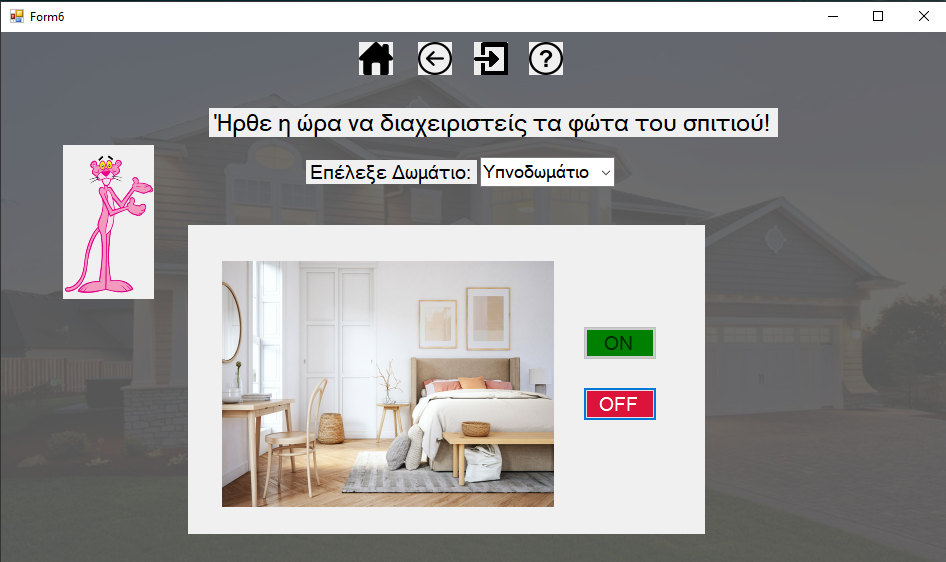 Form6
?
Ήρθε η ώρα να διαχειριστείς τα φώτα του σπιτιού!
Επέλεξε Δωμάτιο: Υπνοδωμάτιο
ON
OFF